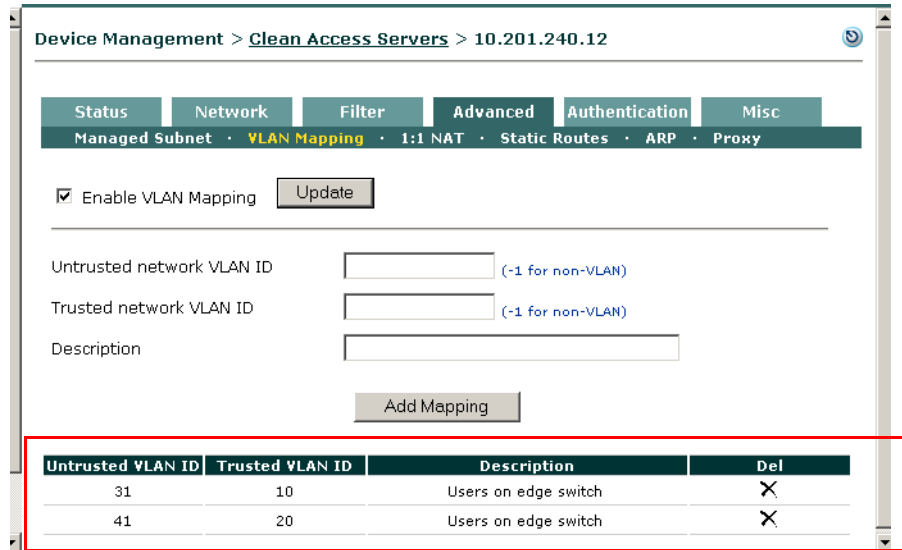 Device Management > Clean Access Servers > 10.201.240.12
Status Network Filter Advanced Authentication Misc
Managed Subnet · VLAN Mapping · 1:1 NAT · Static Routes · ARP · Proxy
Enable VLAN Mapping Update
Untrusted network VLAN ID (-1 for non-VLAN)
Trusted network VLAN ID (-1 for non-VLAN)
Description
Add Mapping
Untrusted VLAN ID Trusted VLAN ID Description Del
31 10 Users on edge switch
41 20 Users on edge switch